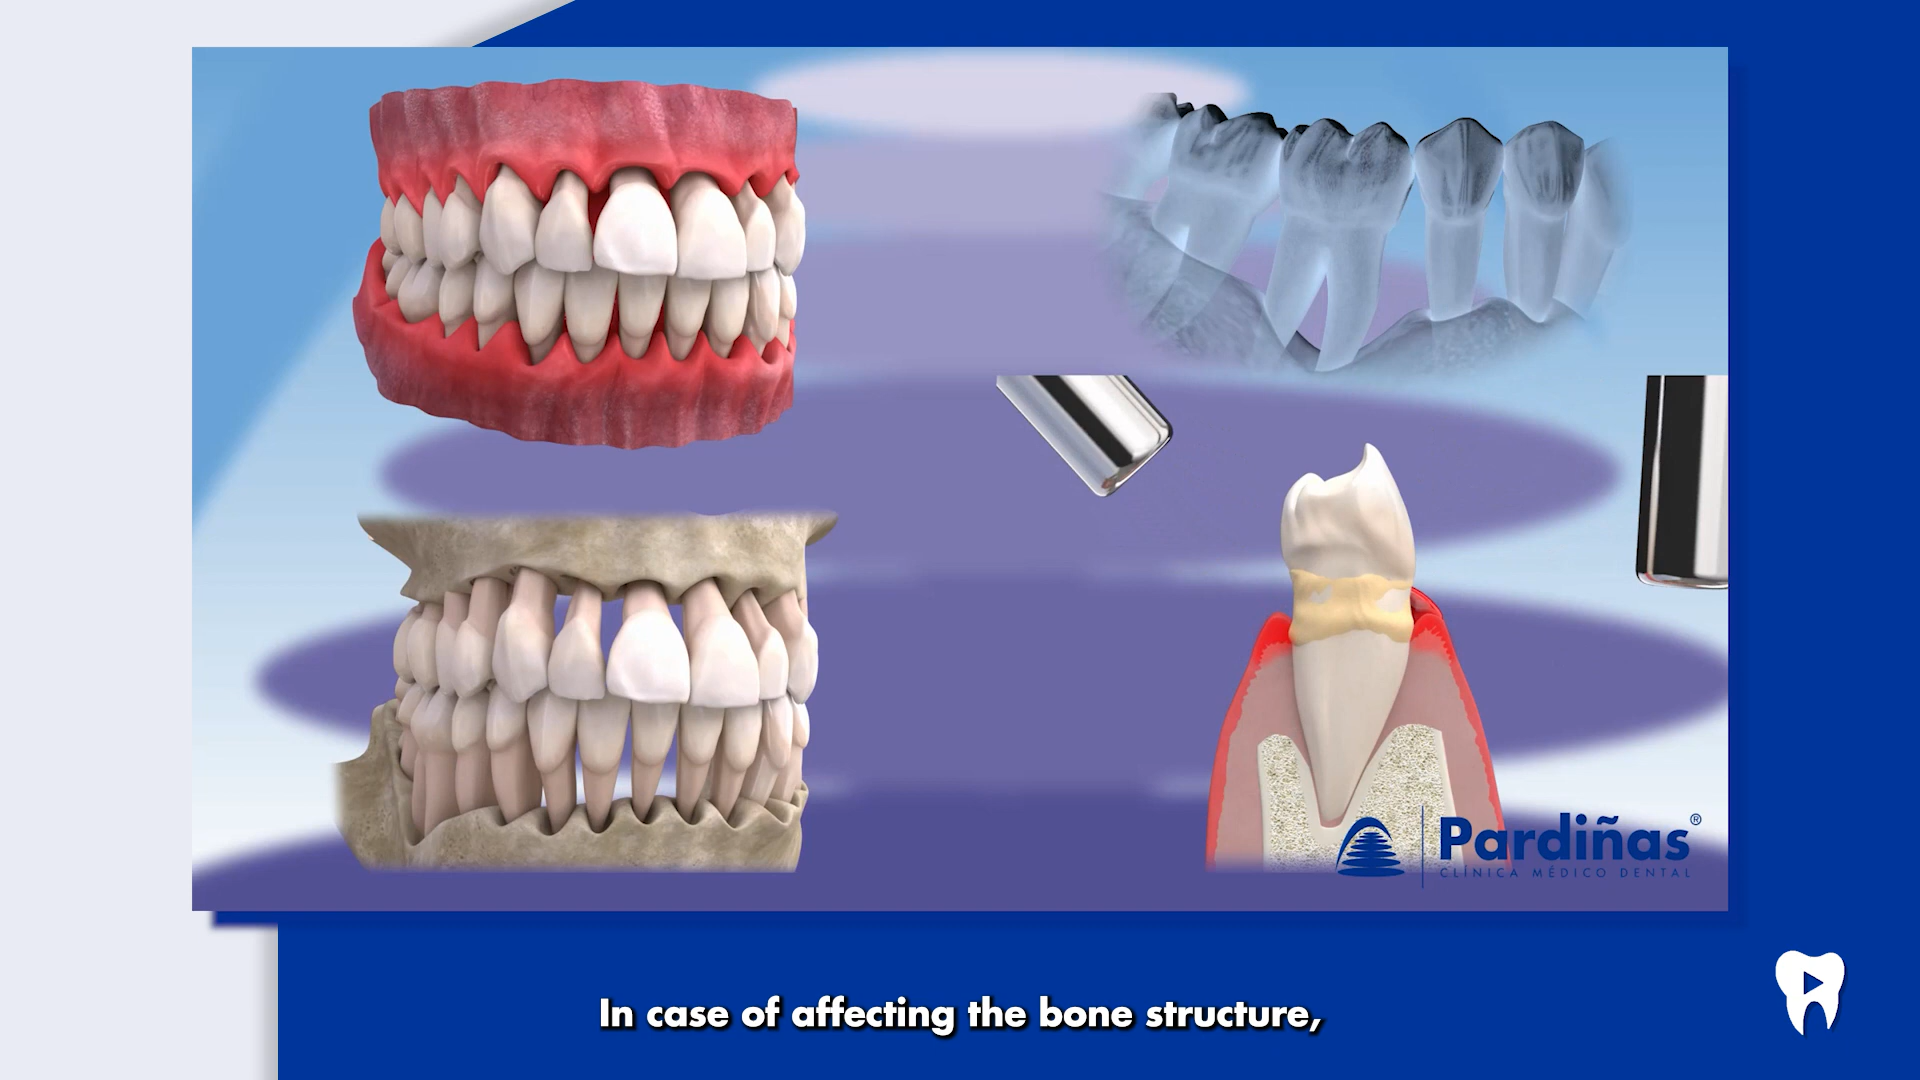 Pardiñas®
CLÍNICA MÉDICO DENTAL
In case of affecting the bone structure,